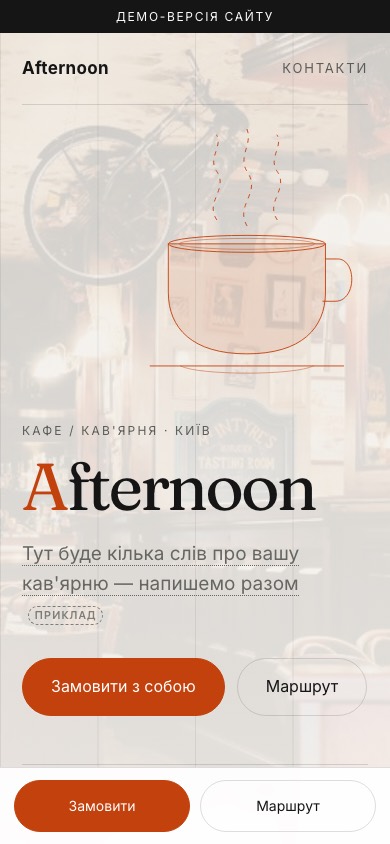 ДЕМО-ВЕРСІЯ САЙТУ
Afternoon
КОНТАКТИ
КАФЕ / КАВ'ЯРНЯ · КИЇВ
Afternoon
Тут буде кілька слів про вашу
кав'ярню — напишемо разом
ПРИКЛАД
Замовити з собою
Маршрут
Замовити
Маршрут